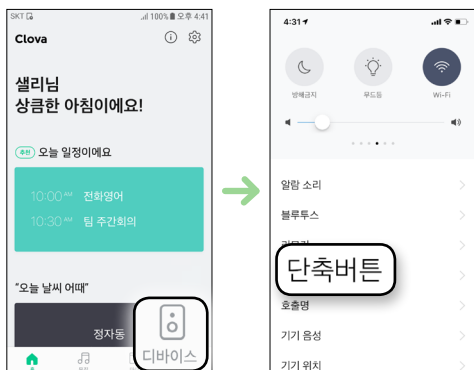 SKT
100% 오후 4:41
Clova
샐리님
상큼한 아침이에요!
추천 오늘 일정이에요
10:00 AM 전화영어
10:30 AM 팀 주간회의
"오늘 날씨 어때"
정자동
디바이스
홈
4:31
방해금지
무드등
Wi-Fi
알람 소리
블루투스
단축버튼
호출명
기기 음성
기기 위치